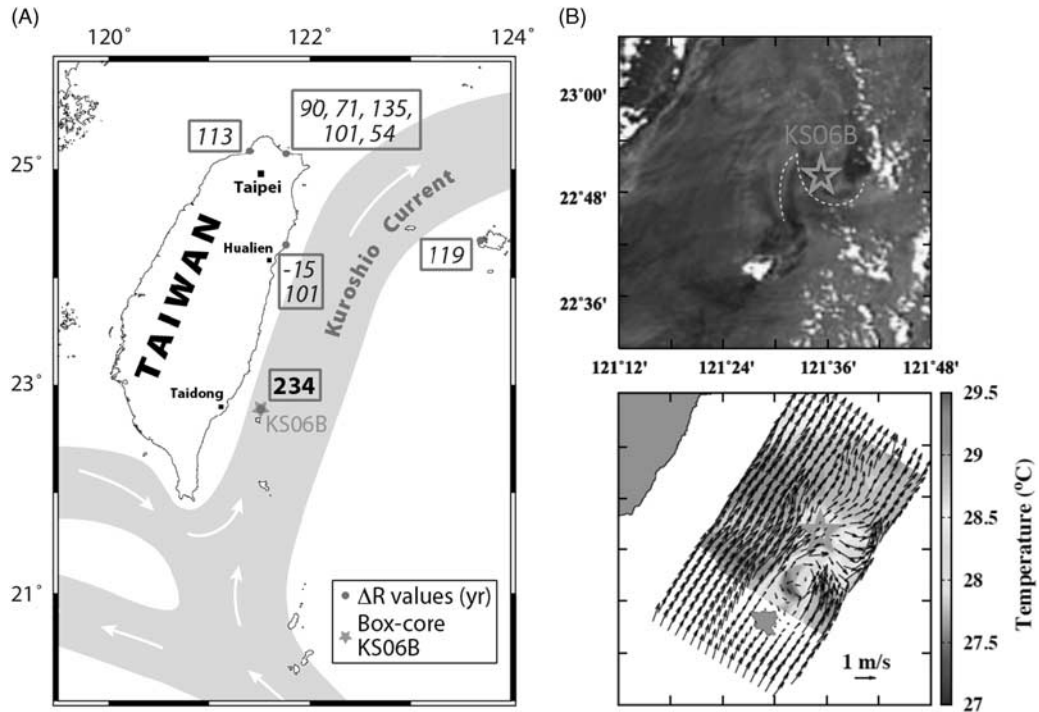 (A)
120˚
122˚
124˚
25˚
23˚
21˚
113
90, 71, 135,
101, 54
Taipei
TAIWAN
Hualien
-15
101
Kuroshio Current
119
234
Taidong
KS06B
ΔR values (yr)
Box-core
KS06B
(B)
23°00'
22°48'
22°36'
KS06B
121°12'
121°24'
121°36'
121°48'
1 m/s
29.5
29
28.5
28
27.5
27
Temperature (°C)